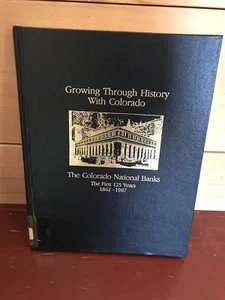 Growing Through History
With Colorado
The Colorado National Banks
The First 125 Years
1862-1987